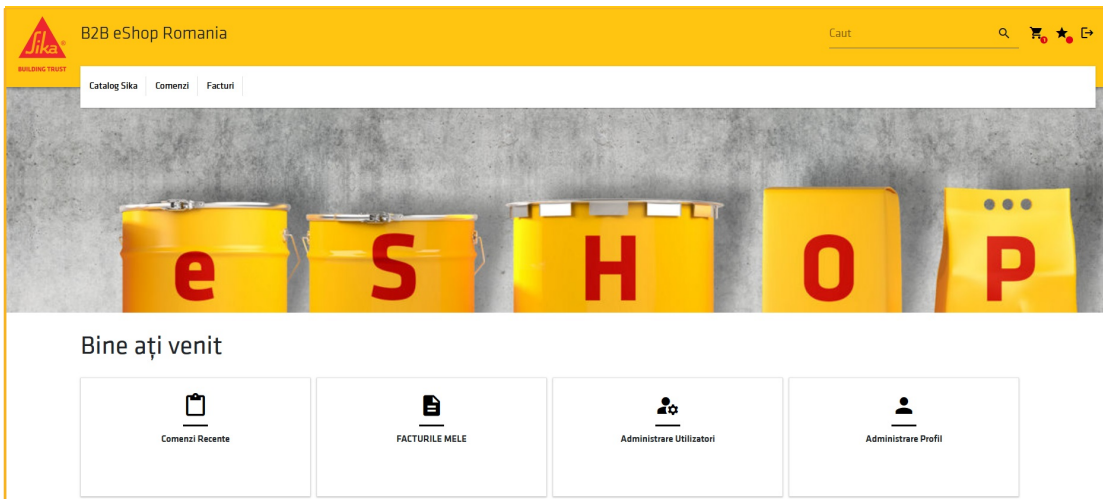 Sika®
BUILDING TRUST
B2B eShop Romania
Caut
Catalog Sika
Comenzi
Facturi
e S H O P
Bine ați venit
Comenzi Recente
FACTURILE MELE
Administrare Utilizatori
Administrare Profil